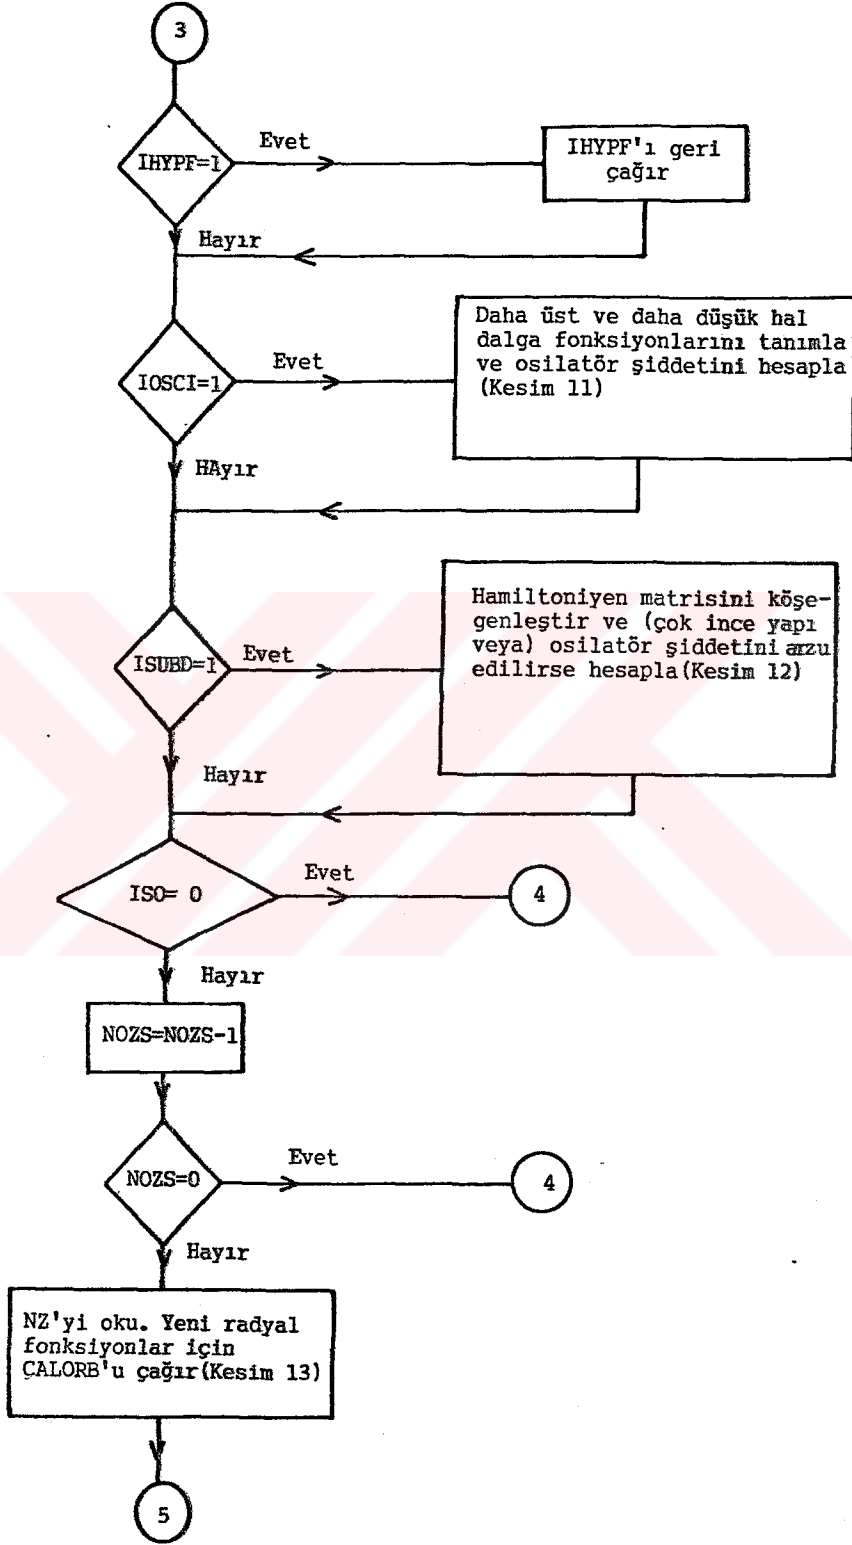 3
IHYPF=1
Evet
IHYPF'ı geri
çağır
Hayır
IOSCI=1
Evet
Daha üst ve daha düşük hal
dalga fonksiyonlarını tanımla
ve osilatör şiddetini hesapla
(Kesim 11)
HAyır
ISUBD=1
Evet
Hamiltoniyen matrisini köşe-
genleştir ve (çok ince yapı
veya) osilatör şiddetini arzu
edilirse hesapla(Kesim 12)
Hayır
ISO= 0
Evet
4
Hayır
NOZS=NOZS-1
NOZS=0
Evet
4
Hayır
NZ'yi oku. Yeni radyal
fonksiyonlar için
ÇALORB'u çağır(Kesim 13)
5